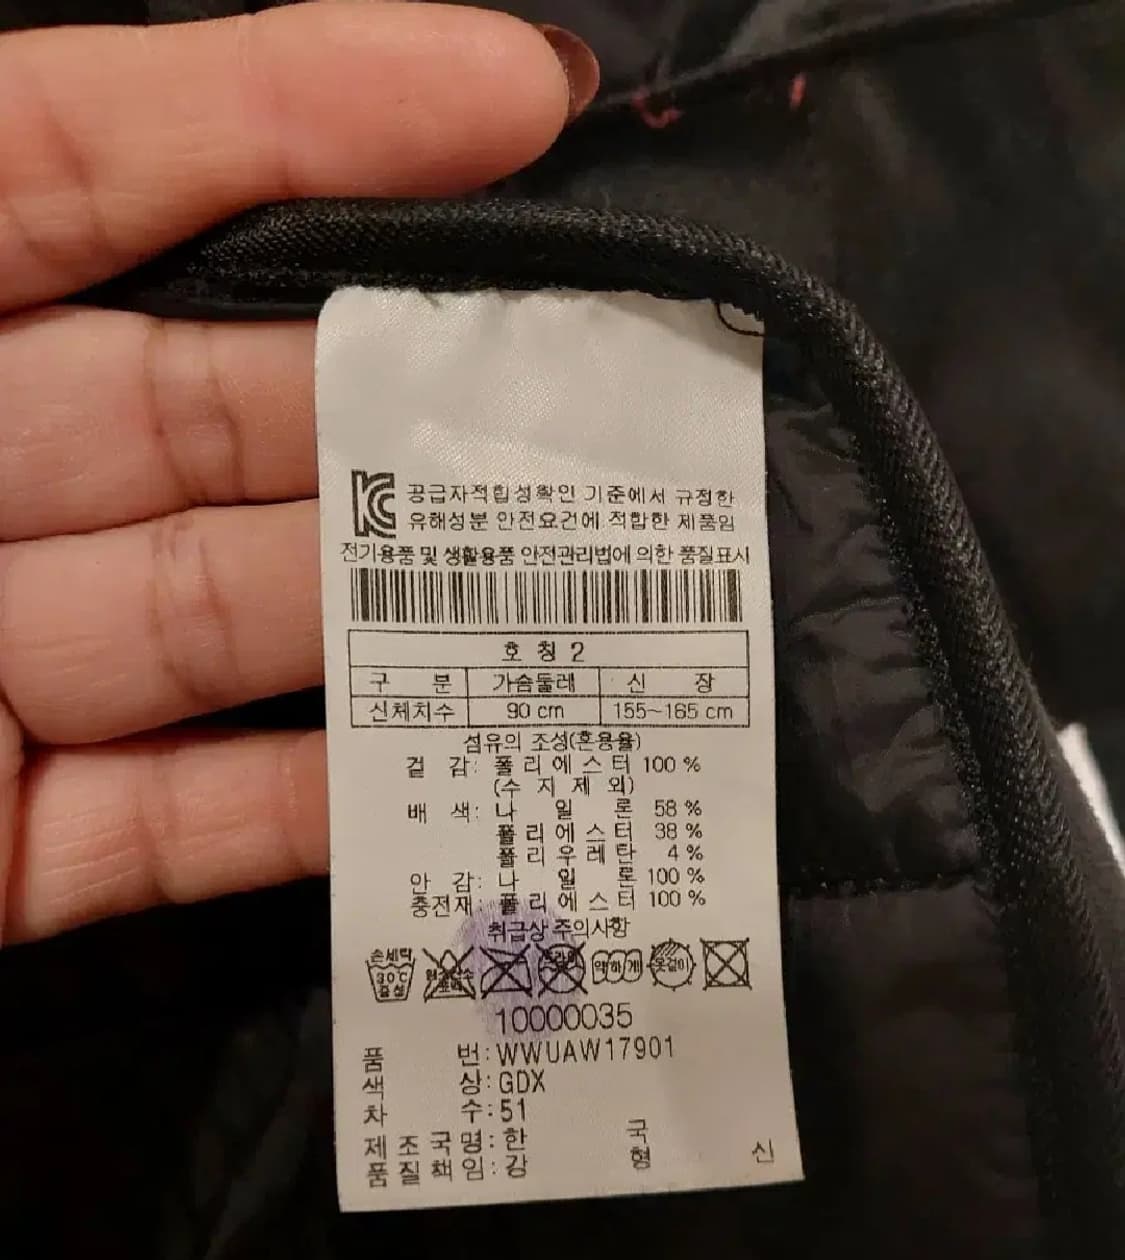 공급자적합성확인 기준에서 규정한
유해성분 안전요건에 적합한 제품임
전기용품 및 생활용품 안전관리법에 의한 품질표시
호 칭 2
구 분 가슴둘레 신 장
신체치수 90 cm 155~165 cm
섬유의 조성(혼용율)
겉 감: 폴 리 에 스 터 100 %
(수 지 제 외)
배 색: 나 일 론 58 %
폴 리 에 스 터 38 %
폴 리 우 레 탄 4 %
안 감: 나 일 론 100 %
충전재: 폴 리 에 스 터 100 %
취급상 주의사항
손세탁 30℃ 중성 약하게 옷걸이
10000035
품 번: WWUAW17901
색 상: GDX
차 수: 51
제 조 국 명: 한 국
품 질 책 임: 강 형 신